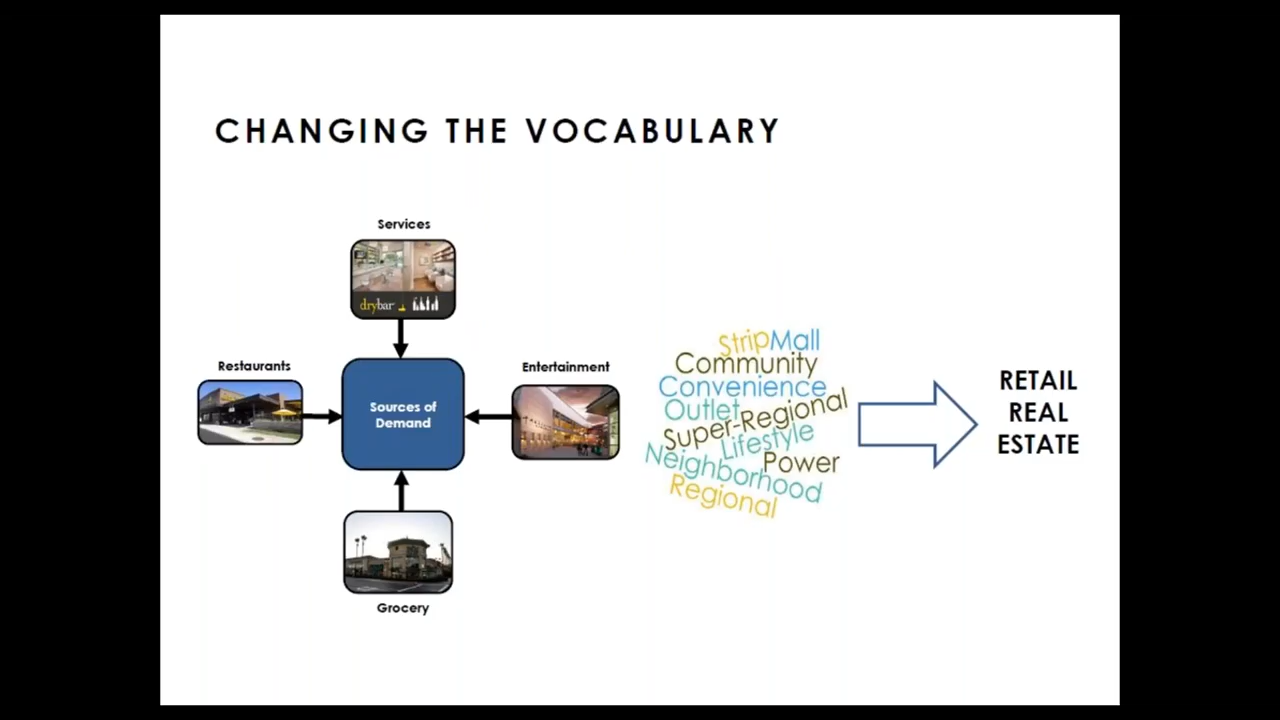 CHANGING THE VOCABULARY
Services
drybar
Restaurants
Sources of
Demand
Entertainment
Grocery
StripMall
Community
Convenience
Outlet
Super-Regional
Lifestyle
Power
Neighborhood
Regional
RETAIL
REAL
ESTATE